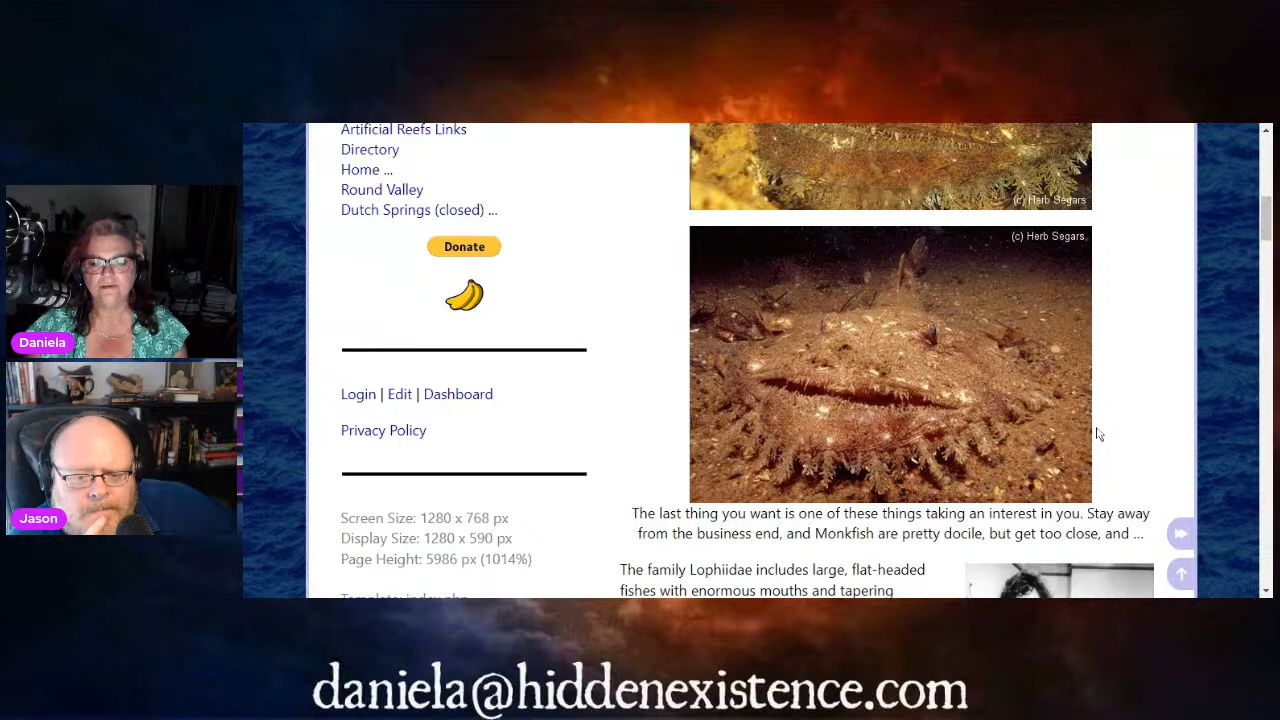 Artificial Reefs Links
Directory
Home ...
Round Valley
Dutch Springs (closed) ...
Donate
Login | Edit | Dashboard
Privacy Policy
Screen Size: 1280 x 768 px
Display Size: 1280 x 590 px
Page Height: 5986 px (1014%)
Template: index.php
(c) Herb Segars
(c) Herb Segars
The last thing you want is one of these things taking an interest in you. Stay away
from the business end, and Monkfish are pretty docile, but get too close, and ...
The family Lophiidae includes large, flat-headed
fishes with enormous mouths and tapering
Daniela
Jason
daniela@hiddenexistence.com